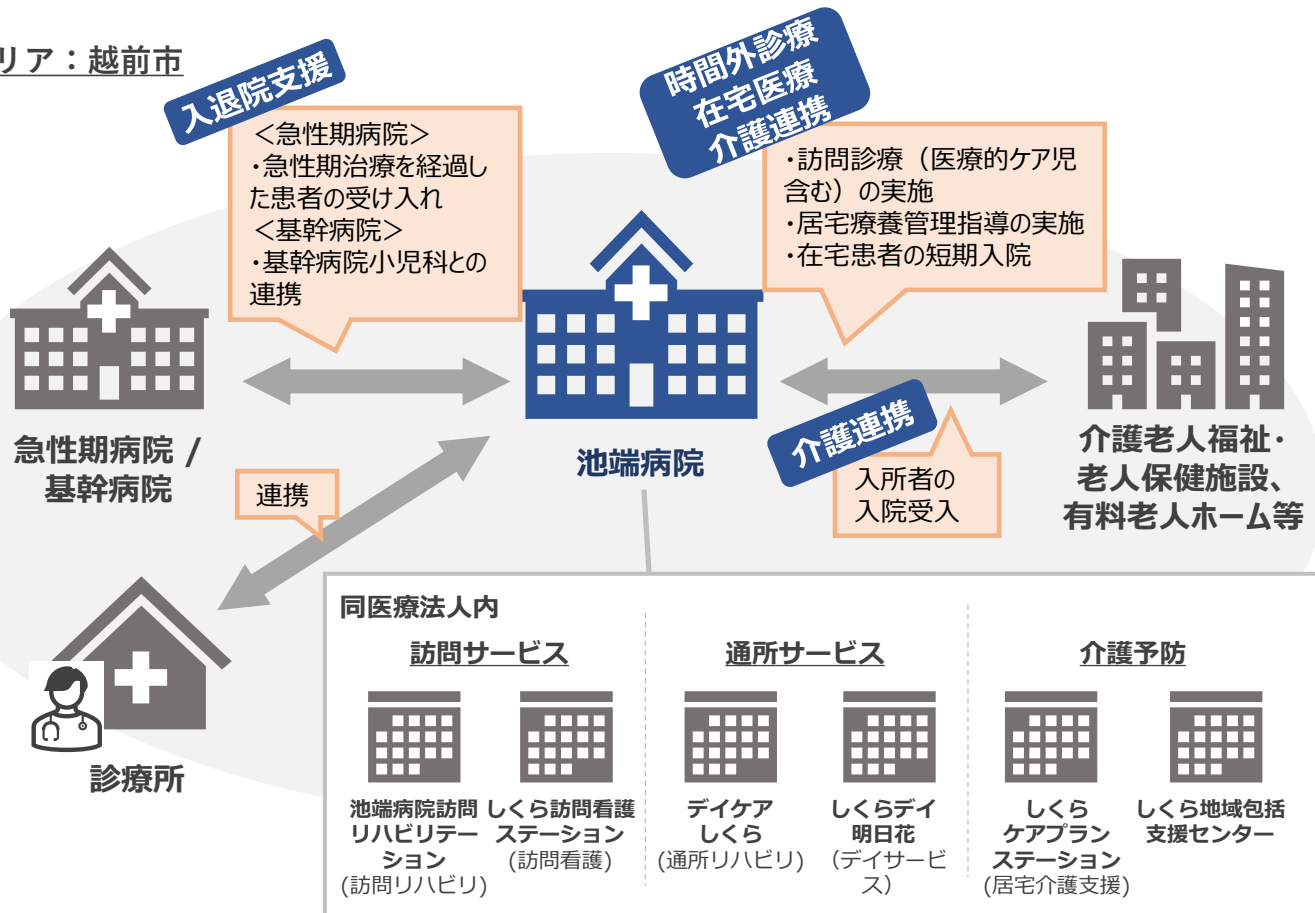 リア：越前市
入退院支援
＜急性期病院＞
・急性期治療を経過し
た患者の受け入れ
＜基幹病院＞
・基幹病院小児科との
連携
時間外診療
在宅医療
介護連携
・訪問診療（医療的ケア児
含む）の実施
・居宅療養管理指導の実施
・在宅患者の短期入院
急性期病院 /
基幹病院
池端病院
介護老人福祉・
老人保健施設、
有料老人ホーム等
介護連携
入所者の
入院受入
連携
診療所
同医療法人内
訪問サービス
池端病院訪問
リハビリテー
ション
(訪問リハビリ)
しくら訪問看護
ステーション
(訪問看護)
通所サービス
デイケア
しくら
(通所リハビリ)
しくらデイ
明日花
（デイサービ
ス）
介護予防
しくら
ケアプラン
ステーション
(居宅介護支援)
しくら地域包括
支援センター